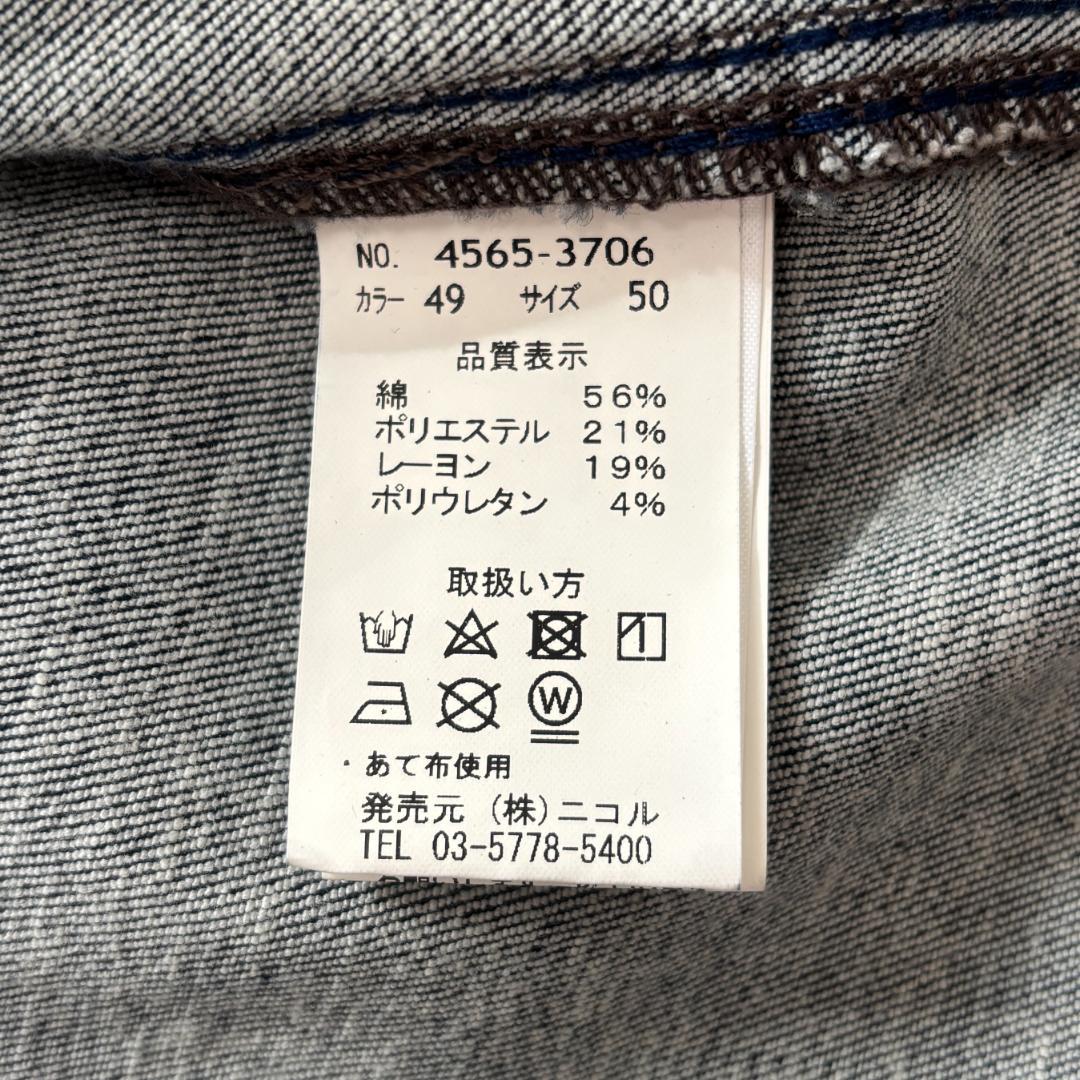 NO. 4565-3706
カラー 49 サイズ 50
品質表示
綿 56%
ポリエステル 21%
レーヨン 19%
ポリウレタン 4%
取扱い方
W
・あて布使用
発売元 (株)ニコル
TEL 03-5778-5400